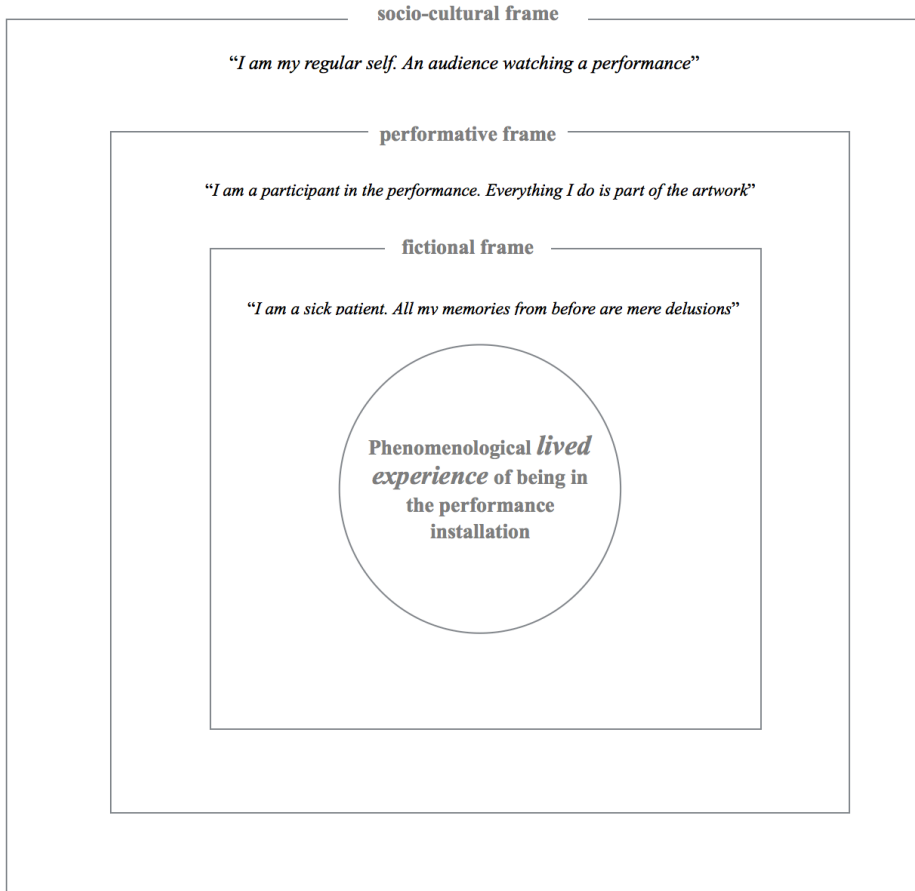 socio-cultural frame
“I am my regular self. An audience watching a performance”
performative frame
“I am a participant in the performance. Everything I do is part of the artwork”
fictional frame
“I am a sick patient. All my memories from before are mere delusions”
Phenomenological lived
experience of being in
the performance
installation